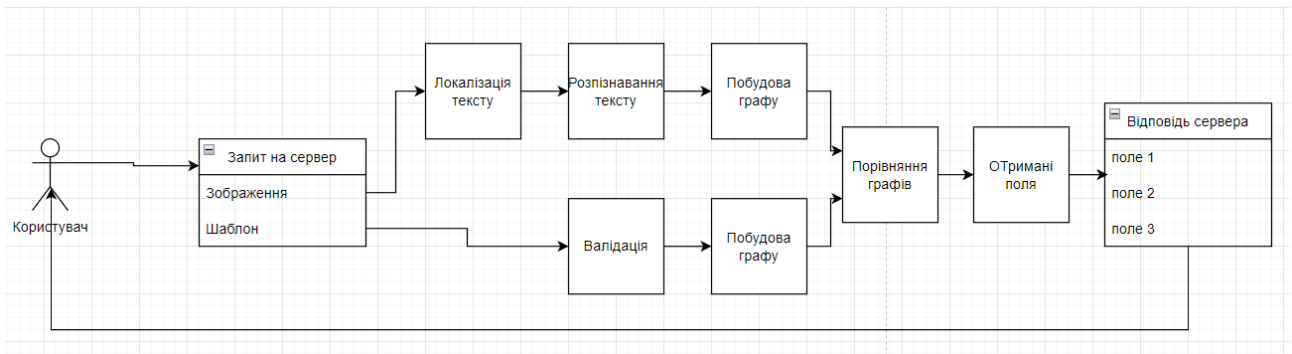 Локалізація
тексту
Розпізнавання
тексту
Побудова
графу
Користувач
Запит на сервер
Зображення
Шаблон
Валідація
Побудова
графу
Порівняння
графів
ОТримані
поля
Відповідь сервера
поле 1
поле 2
поле 3